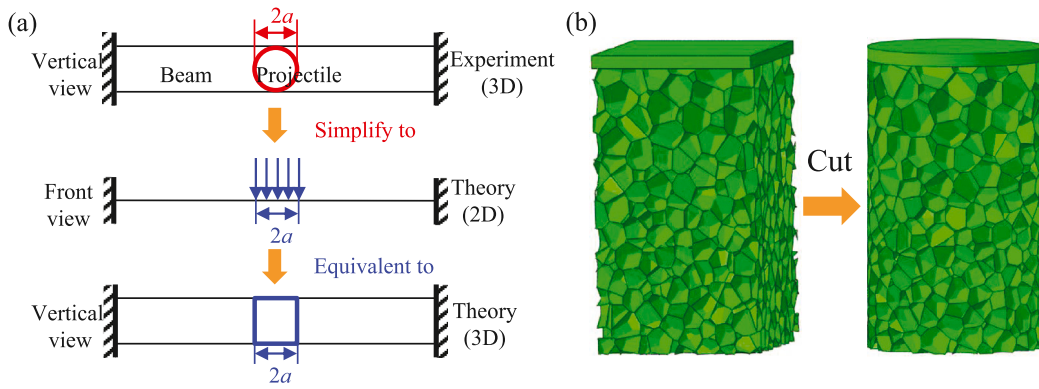 (a)
2a
Vertical
view
Beam
Projectile
Experiment
(3D)
Simplify to
Front
view
2a
Theory
(2D)
Equivalent to
Vertical
view
2a
Theory
(3D)
(b)
Cut